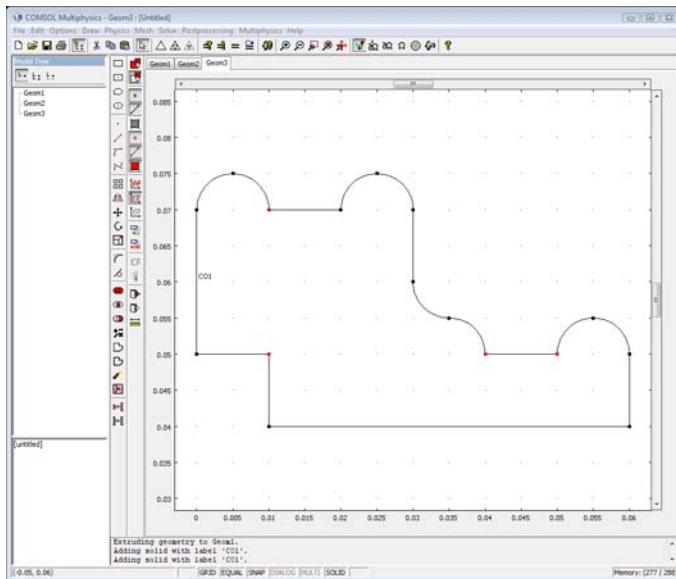 COMSOL Multiphysics - Geom3 : [Untitled]
File Edit Options Draw Physics Mesh Solve Postprocessing Multiphysics Help
Model Tree
Geom1 Geom2 Geom3
Geom1
Geom2
Geom3
0.085
0.08
0.075
0.07
0.065
0.06
0.055
0.05
0.045
0.04
0.035
0.03
CO1
0 0.005 0.01 0.015 0.02 0.025 0.03 0.035 0.04 0.045 0.05 0.055 0.06
[untitled]
Extruding geometry to Geom1.
Adding solid with label 'CO1'.
Adding solid with label 'CO1'.
(-0.05, 0.06) GRID EQUAL SNAP DIALOG MULTI SOLID Memory: (277 / 288